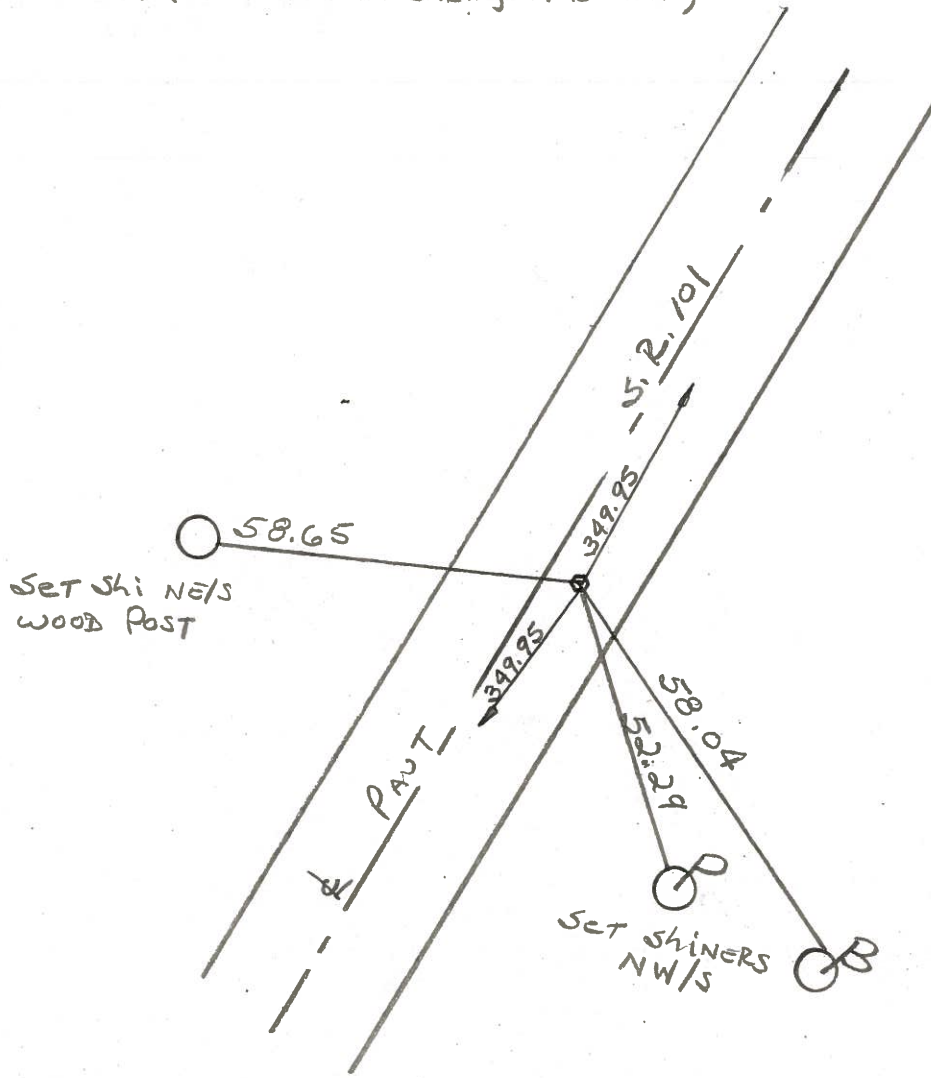 S.R. 101
349.95
58.65
Set Shi NE/S
WOOD POST
349.95
58.04
52.29
PAVT
Set ShiNERS
NW/S